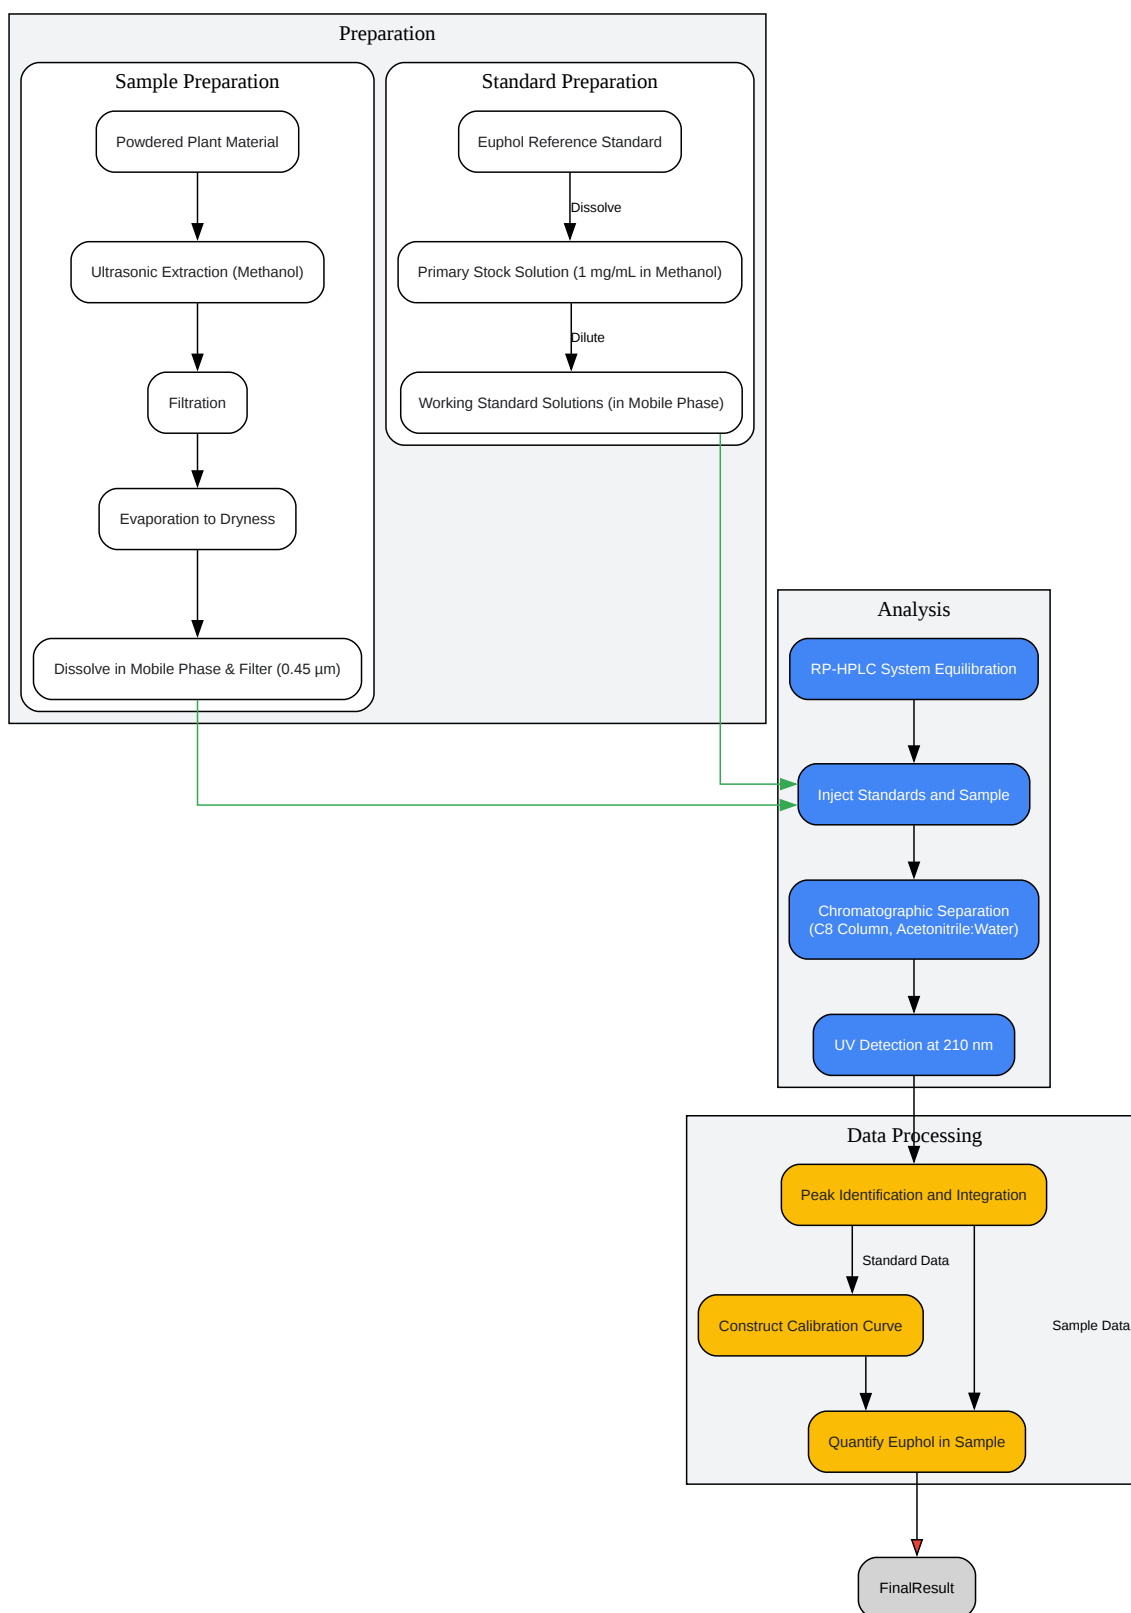 Preparation
Sample Preparation
Powdered Plant Material
Ultrasonic Extraction (Methanol)
Filtration
Evaporation to Dryness
Dissolve in Mobile Phase & Filter (0.45 µm)
Standard Preparation
Euphol Reference Standard
Dissolve
Primary Stock Solution (1 mg/mL in Methanol)
Dilute
Working Standard Solutions (in Mobile Phase)
Analysis
RP-HPLC System Equilibration
Inject Standards and Sample
Chromatographic Separation
(C8 Column, Acetonitrile:Water)
UV Detection at 210 nm
Data Processing
Peak Identification and Integration
Standard Data
Construct Calibration Curve
Sample Data
Quantify Euphol in Sample
FinalResult